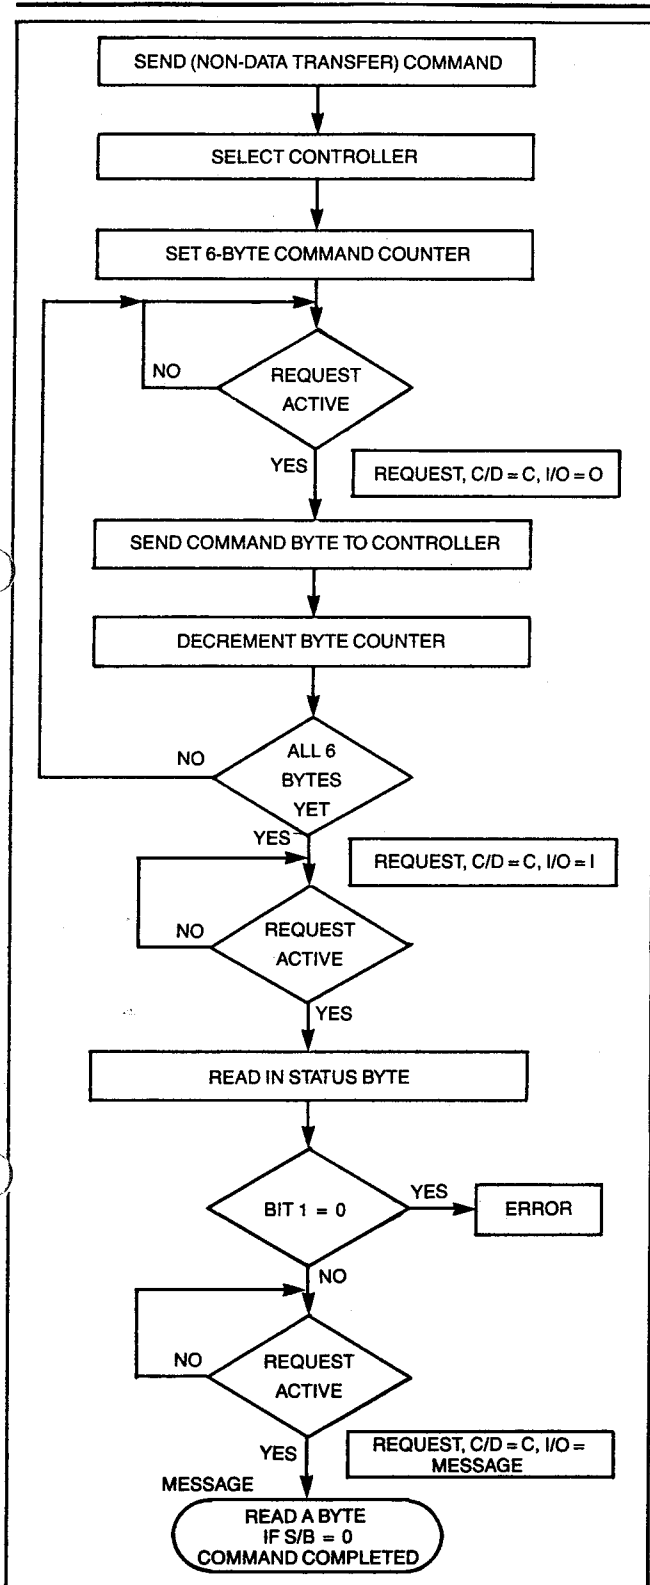 SEND (NON-DATA TRANSFER) COMMAND
SELECT CONTROLLER
SET 6-BYTE COMMAND COUNTER
NO
REQUEST
ACTIVE
YES
REQUEST, C/D = C, I/O = O
SEND COMMAND BYTE TO CONTROLLER
DECREMENT BYTE COUNTER
NO
ALL 6
BYTES
YET
YES
REQUEST, C/D = C, I/O = I
NO
REQUEST
ACTIVE
YES
READ IN STATUS BYTE
BIT 1 = 0
YES
ERROR
NO
NO
REQUEST
ACTIVE
YES
REQUEST, C/D = C, I/O =
MESSAGE
MESSAGE
READ A BYTE
IF S/B = 0
COMMAND COMPLETED